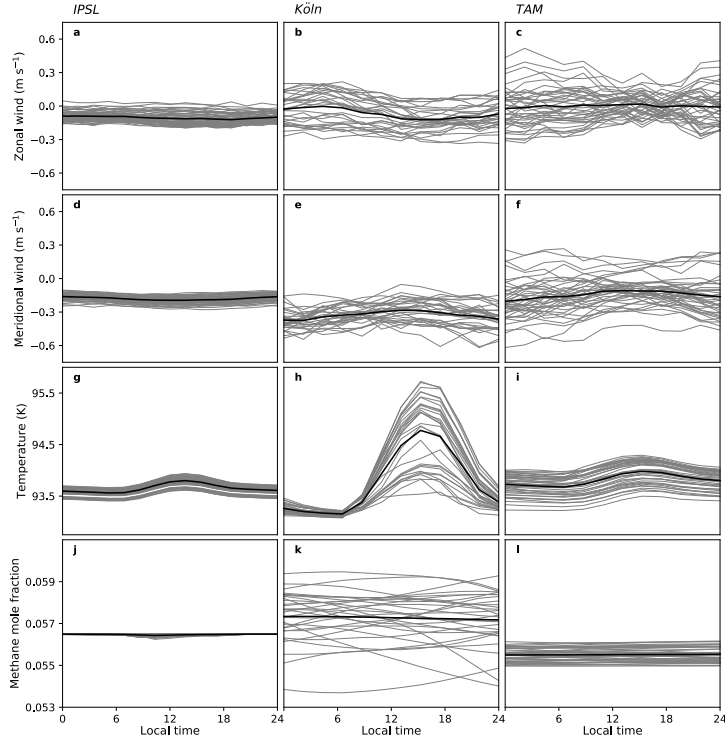 IPSL Köln TAM
a b c
Zonal wind (m s⁻¹)
0.6
0.3
0.0
−0.3
−0.6
d e f
Meridional wind (m s⁻¹)
0.6
0.3
0.0
−0.3
−0.6
g h i
Temperature (K)
95.5
94.5
93.5
j k l
Methane mole fraction
0.059
0.057
0.055
0.053
0 6 12 18 24 6 12 18 24 6 12 18 24
Local time Local time Local time